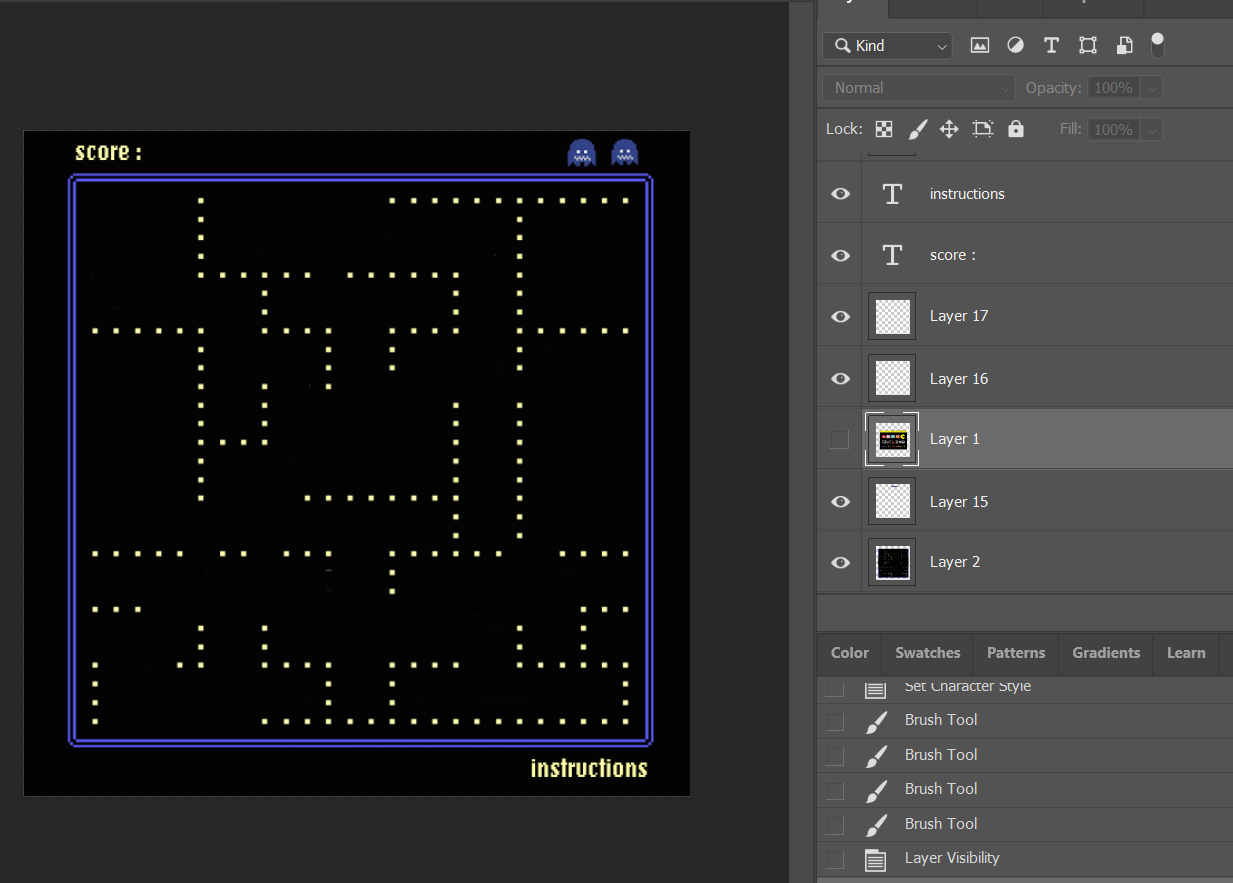 Kind
Normal
Opacity: 100%
Lock:
Fill: 100%
score :
instructions
instructions
score :
Layer 17
Layer 16
Layer 1
Layer 15
Layer 2
Color Swatches Patterns Gradients Learn
Set Character Style
Brush Tool
Brush Tool
Brush Tool
Brush Tool
Layer Visibility